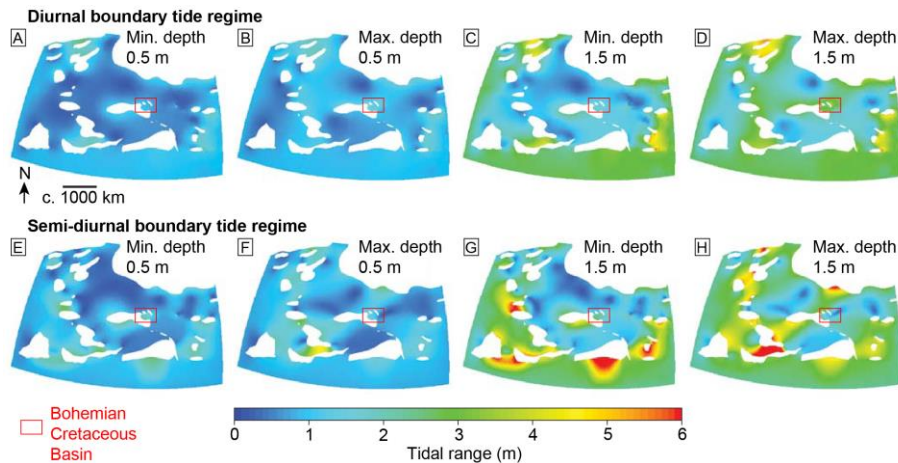 Diurnal boundary tide regime
A Min. depth 0.5 m
B Max. depth 0.5 m
C Min. depth 1.5 m
D Max. depth 1.5 m
N
c. 1000 km
Semi-diurnal boundary tide regime
E Min. depth 0.5 m
F Max. depth 0.5 m
G Min. depth 1.5 m
H Max. depth 1.5 m
Bohemian
Cretaceous
Basin
0 1 2 3 4 5 6
Tidal range (m)